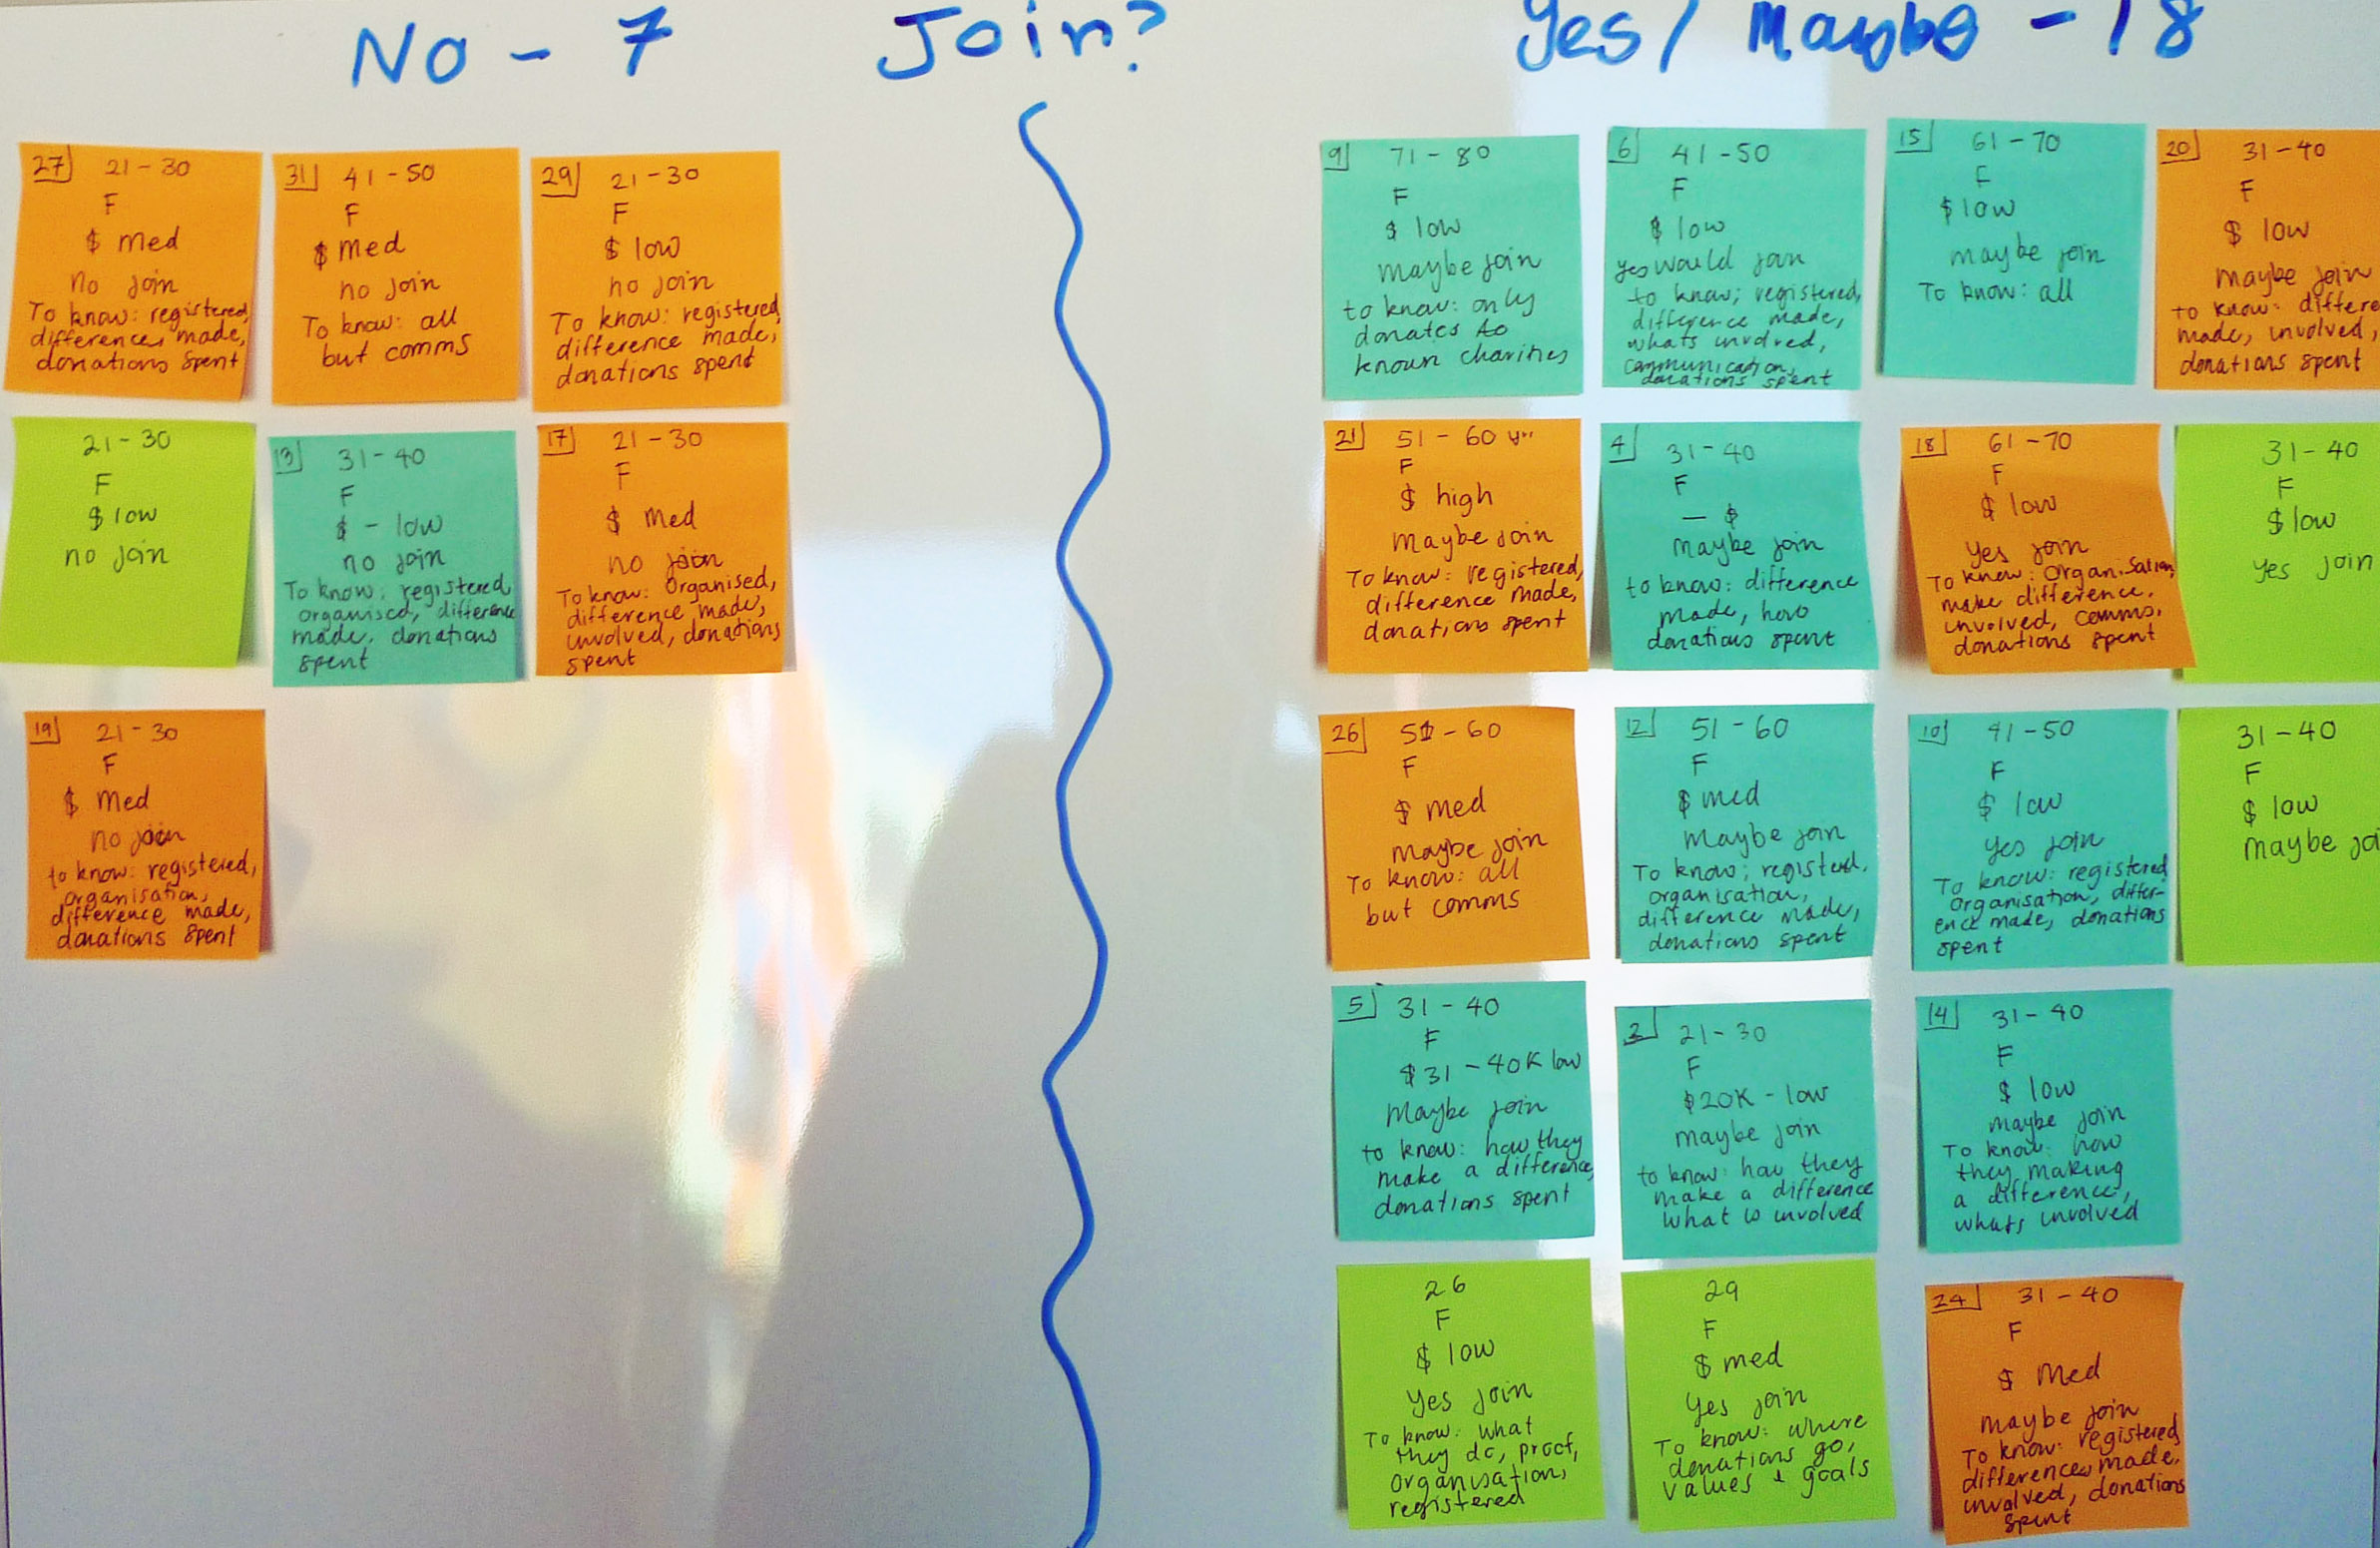 No - 7
Join?
Yes / Maybe - 18
27 21-30
F
$ med
no join
To know: registered,
differences made,
donations spent
31 41-50
F
$ med
no join
To know: all
but comms
29 21-30
F
$ low
no join
To know: registered,
difference made,
donations spent
21-30
F
$ low
no join
13 31-40
F
$ - low
no join
To know: registered,
organised, difference
made, donations
spent
17 21-30
F
$ med
no join
To know: Organised,
difference made,
involved, donations
spent
19 21-30
F
$ med
no join
to know: registered,
organisation,
difference made,
donations spent
9 71-80
F
$ low
maybe join
to know: only
donates to
known charities
6 41-50
F
$ low
yes would join
to know; registered,
difference made,
whats involved,
communication,
donations spent
15 61-70
F
$ low
maybe join
To know: all
20 31-40
F
$ low
maybe join
to know: differe
made, involved,
donations spent
21 51-60
F
$ high
Maybe join
To know: registered,
difference made,
donations spent
4 31-40
F
- $
Maybe join
to know: difference
made, how
donations spent
18 61-70
F
$ low
Yes join
To know: Organisation,
make difference,
involved, comms,
donations spent
31-40
F
$ low
yes join
26 51-60
F
$ med
maybe join
To know: all
but comms
12 51-60
F
$ med
Maybe join
To know; registerd,
organisation,
difference made,
donations spent
10 41-50
F
$ low
yes join
To know: registered
organisation, differ-
ence made, donations
spent
31-40
F
$ low
maybe joi
5 31-40
F
$31-40K low
Maybe join
to know: how they
make a difference,
donations spent
2 21-30
F
$20K - low
maybe join
to know: how they
make a difference
what is involved
14 31-40
F
$ low
Maybe join
To know: how
they making
a difference,
whats involved
26
F
$ low
Yes join
To know: what
they do, proof,
organisation,
registered
29
F
$ med
Yes join
To know: where
donations go,
values & goals
24 31-40
F
$ Med
maybe join
To know: registered,
differences made,
involved, donations
spent